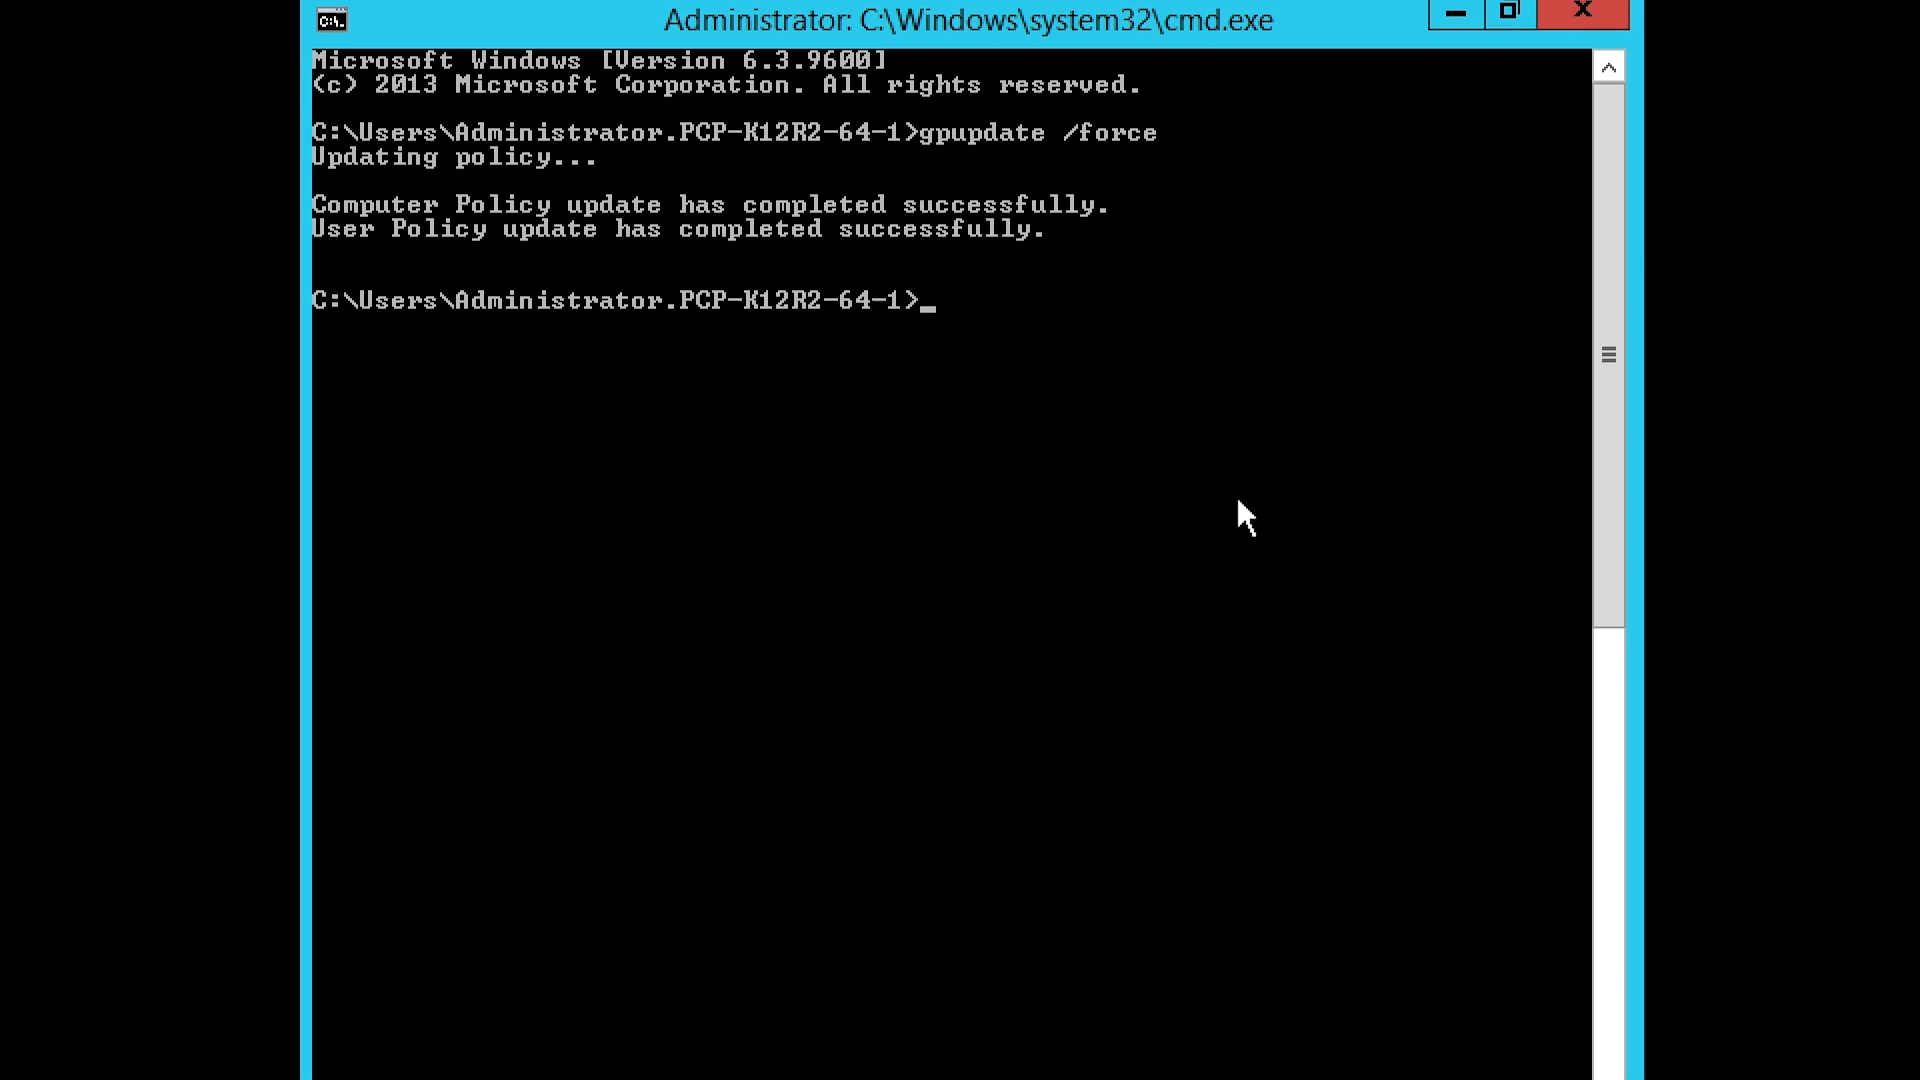 Administrator: C:\Windows\system32\cmd.exe
Microsoft Windows [Version 6.3.9600]
(c) 2013 Microsoft Corporation. All rights reserved.
C:\Users\Administrator.PCP-K12R2-64-1>gpupdate /force
Updating policy...
Computer Policy update has completed successfully.
User Policy update has completed successfully.
C:\Users\Administrator.PCP-K12R2-64-1>_